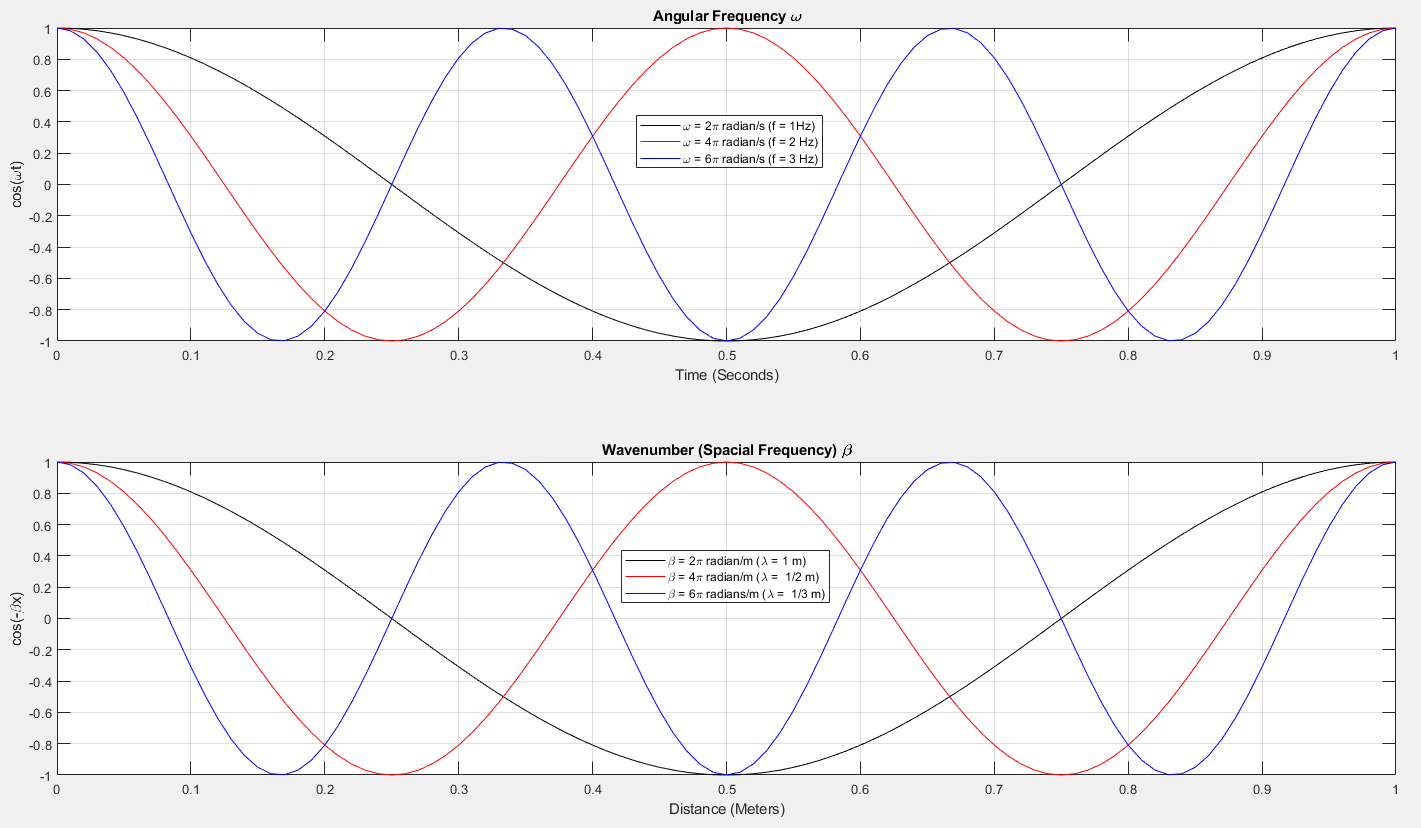 Angular Frequency ω
1
0.8
0.6
0.4
0.2
0
-0.2
-0.4
-0.6
-0.8
-1
cos(ωt)
ω = 2π radian/s (f = 1Hz)
ω = 4π radian/s (f = 2 Hz)
ω = 6π radian/s (f = 3 Hz)
0 0.1 0.2 0.3 0.4 0.5 0.6 0.7 0.8 0.9 1
Time (Seconds)
Wavenumber (Spacial Frequency) β
1
0.8
0.6
0.4
0.2
0
-0.2
-0.4
-0.6
-0.8
-1
cos(-βx)
β = 2π radian/m (λ = 1 m)
β = 4π radian/m (λ = 1/2 m)
β = 6π radians/m (λ = 1/3 m)
0 0.1 0.2 0.3 0.4 0.5 0.6 0.7 0.8 0.9 1
Distance (Meters)